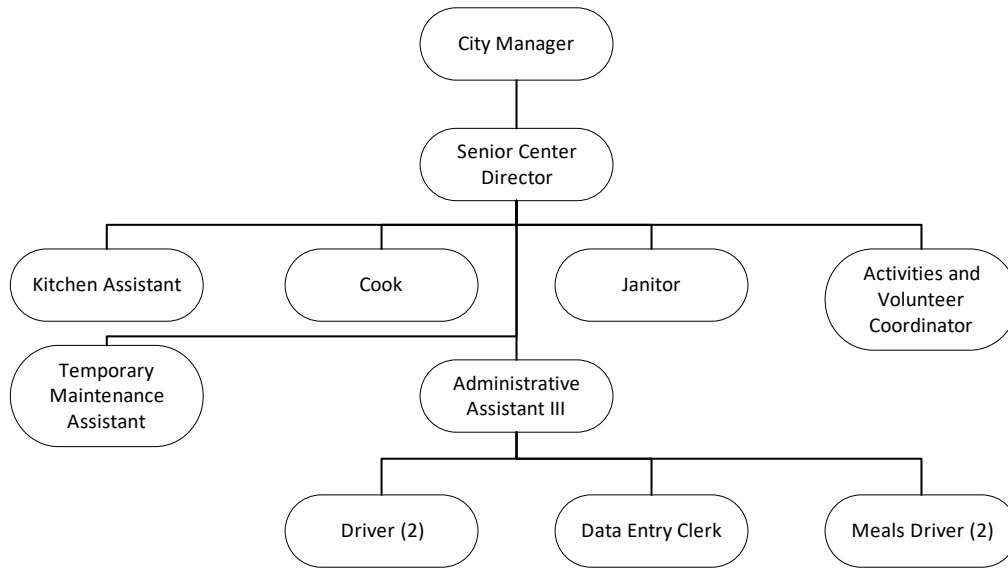 City Manager
Senior Center
Director
Kitchen Assistant
Cook
Janitor
Activities and
Volunteer
Coordinator
Temporary
Maintenance
Assistant
Administrative
Assistant III
Driver (2)
Data Entry Clerk
Meals Driver (2)